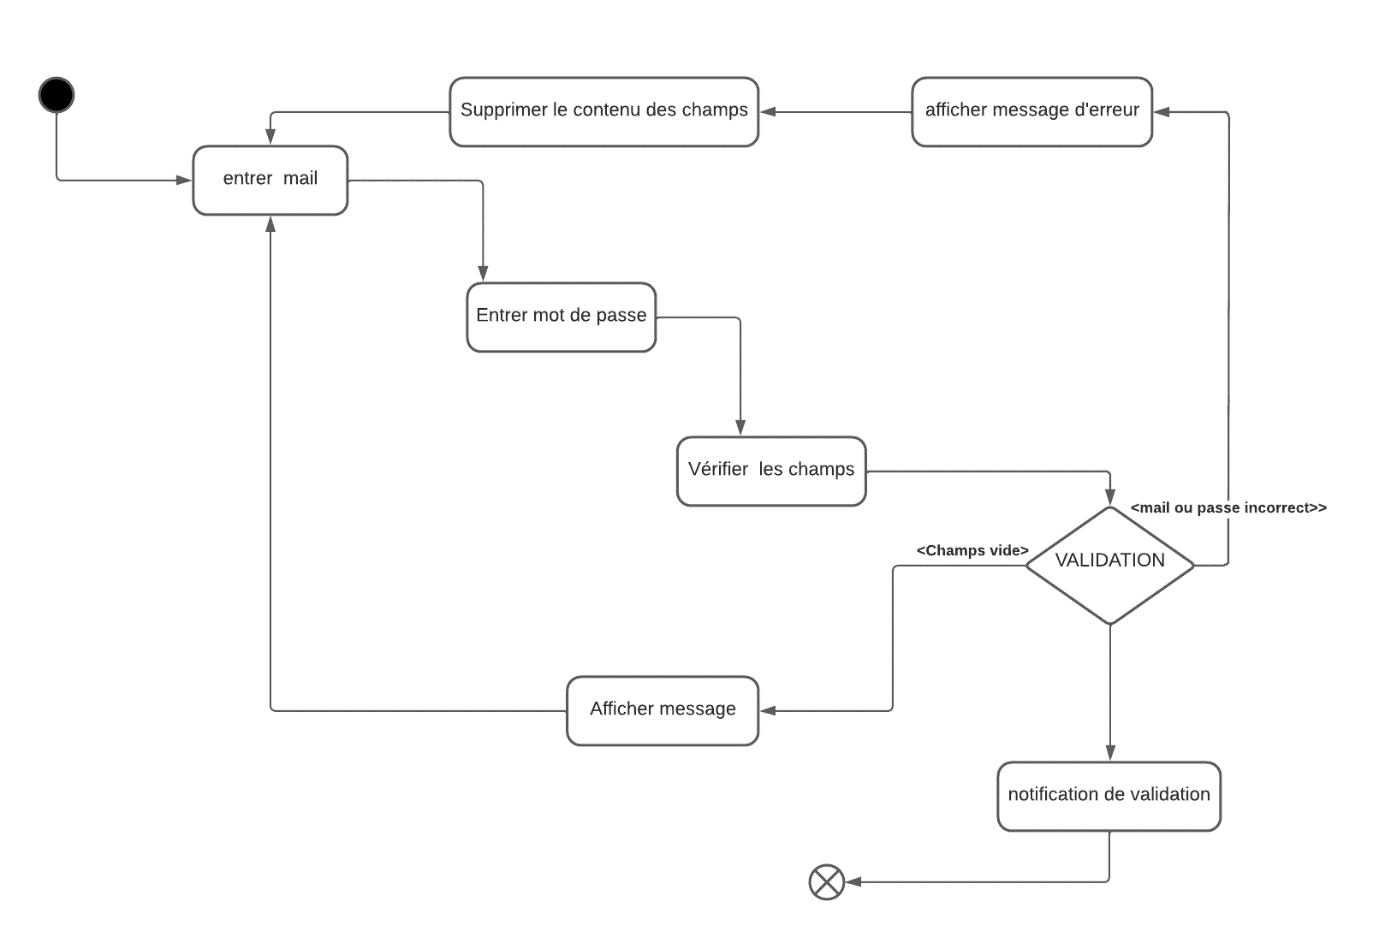 Supprimer le contenu des champs
afficher message d'erreur
entrer  mail
Entrer mot de passe
Vérifier  les champs
<mail ou passe incorrect>>
<Champs vide>
VALIDATION
Afficher message
notification de validation